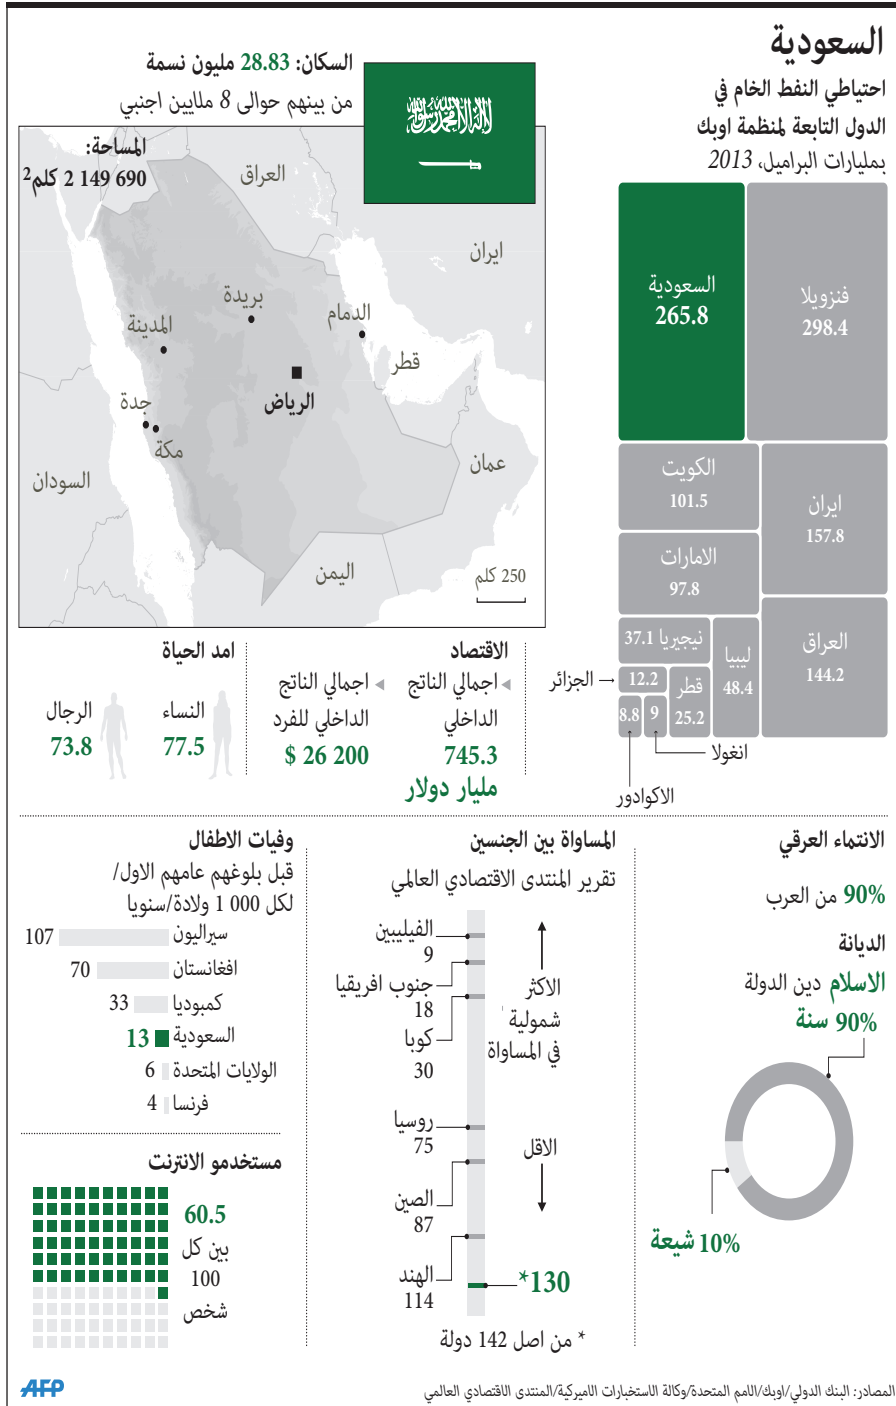 السعودية
احتياطي النفط الخام في
الدول التابعة لمنظمة اوبك
بمليارات البراميل، 2013
السعودية
265.8
فنزويلا
298.4
الكويت
101.5
ايران
157.8
الامارات
97.8
العراق
144.2
نيجيريا 37.1
ليبيا
48.4
الجزائر
12.2
قطر
25.2
8.8
9
انغولا
الاكوادور
السكان: 28.83 مليون نسمة
من بينهم حوالى 8 ملايين اجنبي
لا إله إلا الله محمد رسول الله
المساحة:
2 149 690 كلم2
العراق
ايران
بريدة
الدمام
المدينة
قطر
الرياض
جدة
مكة
عمان
السودان
اليمن
250 كلم
الاقتصاد
اجمالي الناتج
الداخلي
745.3
مليار دولار
اجمالي الناتج
الداخلي للفرد
26 200 $
امد الحياة
النساء
77.5
الرجال
73.8
الانتماء العرقي
90% من العرب
الديانة
الاسلام دين الدولة
90% سنة
10% شيعة
المساواة بين الجنسين
تقرير المنتدى الاقتصادي العالمي
الاكثر
شمولية
في المساواة
الاقل
الفيليبين
9
جنوب افريقيا
18
كوبا
30
روسيا
75
الصين
87
الهند
114
130*
* من اصل 142 دولة
وفيات الاطفال
قبل بلوغهم عامهم الاول/
لكل 000 1 ولادة/سنويا
سيراليون 107
افغانستان 70
كمبوديا 33
السعودية 13
الولايات المتحدة 6
فرنسا 4
مستخدمو الانترنت
60.5
بين كل
100
شخص
المصادر: البنك الدولي/اوبك/الامم المتحدة/وكالة الاستخبارات الاميركية/المنتدى الاقتصادي العالمي
AFP